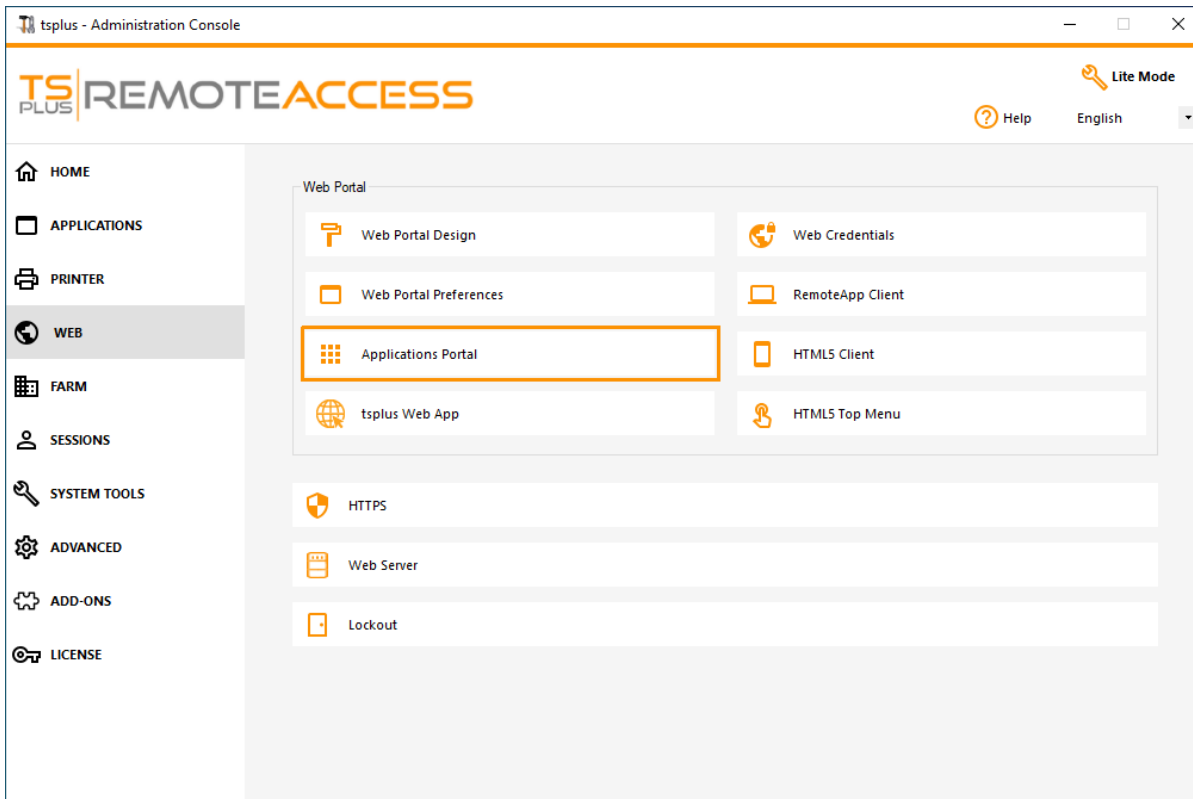 tsplus - Administration Console
TS PLUS REMOTEACCESS
Lite Mode
Help
English
HOME
APPLICATIONS
PRINTER
WEB
FARM
SESSIONS
SYSTEM TOOLS
ADVANCED
ADD-ONS
LICENSE
Web Portal
Web Portal Design
Web Credentials
Web Portal Preferences
RemoteApp Client
Applications Portal
HTML5 Client
tsplus Web App
HTML5 Top Menu
HTTPS
Web Server
Lockout